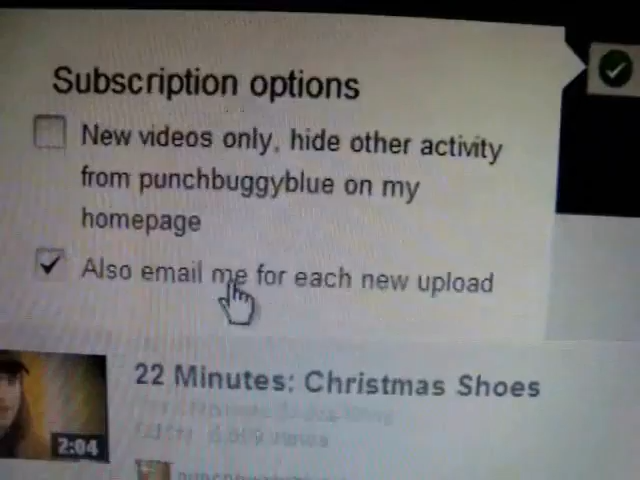 Subscription options
New videos only, hide other activity
from punchbuggyblue on my
homepage
Also email me for each new upload
22 Minutes: Christmas Shoes
2:04
views